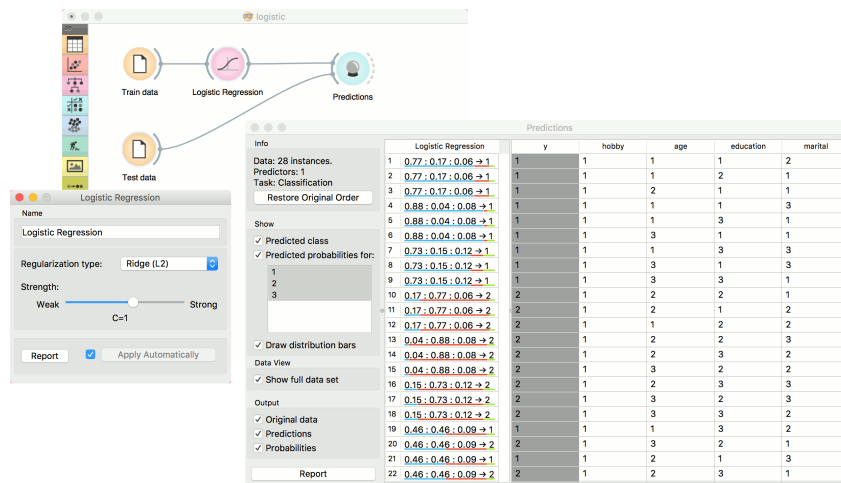 logistic
Train data
Logistic Regression
Predictions
Test data
Logistic Regression
Name
Logistic Regression
Regularization type: Ridge (L2)
Strength:
Weak Strong
C=1
Report Apply Automatically
Predictions
Info
Data: 28 instances.
Predictors: 1
Task: Classification
Restore Original Order
Show
Predicted class
Predicted probabilities for:
1
2
3
Draw distribution bars
Data View
Show full data set
Output
Original data
Predictions
Probabilities
Report
Logistic Regression y hobby age education marital
1 0.77 : 0.17 : 0.06 → 1 1 1 1 1 2
2 0.77 : 0.17 : 0.06 → 1 1 1 1 2 1
3 0.77 : 0.17 : 0.06 → 1 1 1 2 1 1
4 0.88 : 0.04 : 0.08 → 1 1 1 1 1 3
5 0.88 : 0.04 : 0.08 → 1 1 1 1 3 1
6 0.88 : 0.04 : 0.08 → 1 1 1 3 1 1
7 0.73 : 0.15 : 0.12 → 1 1 1 1 3 3
8 0.73 : 0.15 : 0.12 → 1 1 1 3 1 3
9 0.73 : 0.15 : 0.12 → 1 1 1 3 3 1
10 0.17 : 0.77 : 0.06 → 2 2 1 2 2 1
11 0.17 : 0.77 : 0.06 → 2 2 1 2 1 2
12 0.17 : 0.77 : 0.06 → 2 2 1 1 2 2
13 0.04 : 0.88 : 0.08 → 2 2 1 2 2 3
14 0.04 : 0.88 : 0.08 → 2 2 1 2 3 2
15 0.04 : 0.88 : 0.08 → 2 2 1 3 2 2
16 0.15 : 0.73 : 0.12 → 2 2 1 2 3 3
17 0.15 : 0.73 : 0.12 → 2 2 1 3 2 3
18 0.15 : 0.73 : 0.12 → 2 2 1 3 3 2
19 0.46 : 0.46 : 0.09 → 1 1 1 1 3 2
20 0.46 : 0.46 : 0.09 → 2 2 1 3 2 1
21 0.46 : 0.46 : 0.09 → 1 1 1 2 1 3
22 0.46 : 0.46 : 0.09 → 2 2 1 2 3 1